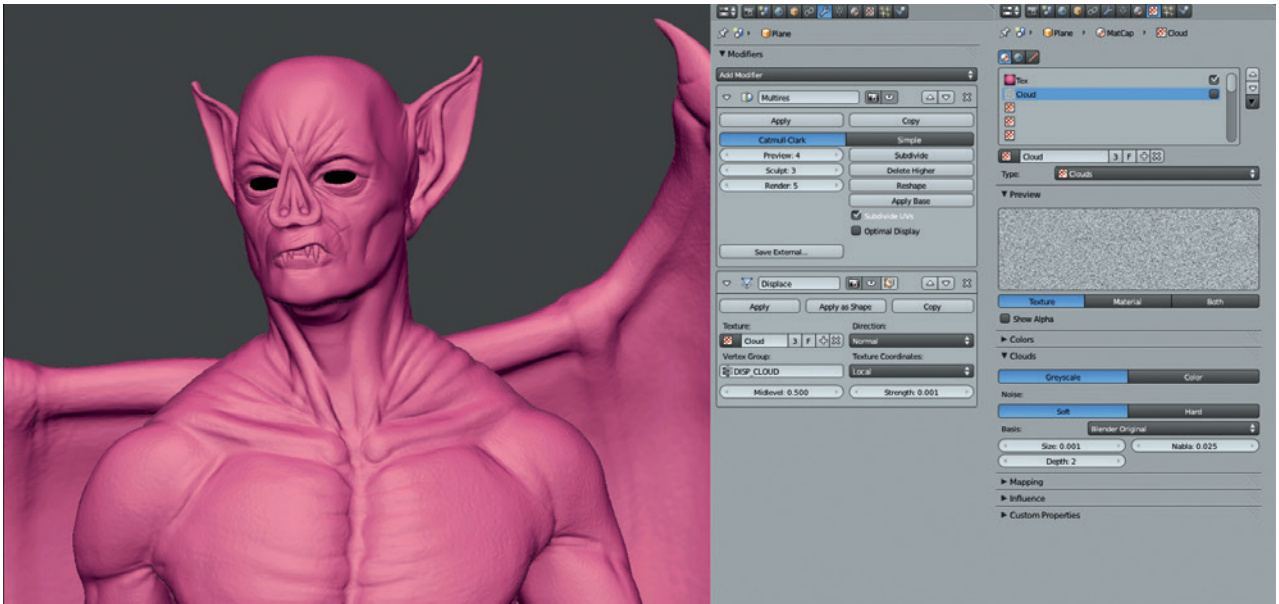 Plane
Modifiers
Add Modifier
Multires
Apply Copy
Catmull-Clark Simple
Preview: 4 Subdivide
Sculpt: 3 Delete Higher
Render: 5 Reshape
Apply Base
Subdivide UVs
Optimal Display
Save External...
Displace
Apply Apply as Shape Copy
Texture: Direction:
Cloud 3 F Normal
Vertex Group: Texture Coordinates:
DISP_CLOUD Local
Midlevel: 0.500 Strength: 0.001
Plane MatCap Cloud
Tex
Cloud
Cloud 3 F
Type: Clouds
Preview
Texture Material Both
Show Alpha
Colors
Clouds
Greyscale Color
Noise:
Soft Hard
Basis: Blender Original
Size: 0.001 Nabla: 0.025
Depth: 2
Mapping
Influence
Custom Properties